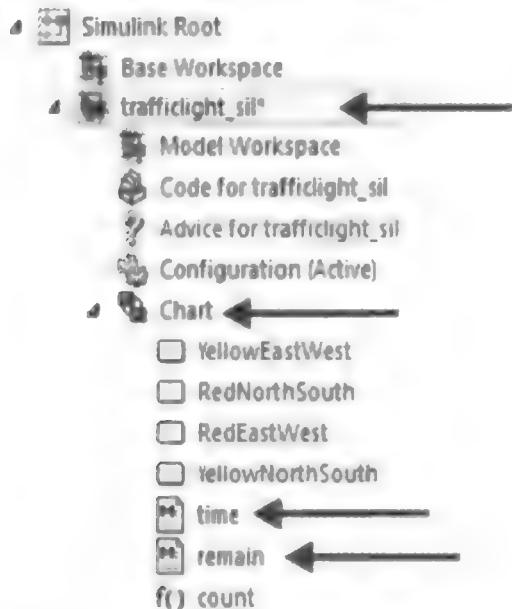 Simulink Root
Base Workspace
trafficlight_sil*
Model Workspace
Code for trafficlight_sil
Advice for trafficlight_sil
Configuration (Active)
Chart
YellowEastWest
RedNorthSouth
RedEastWest
YellowNorthSouth
time
remain
f() count